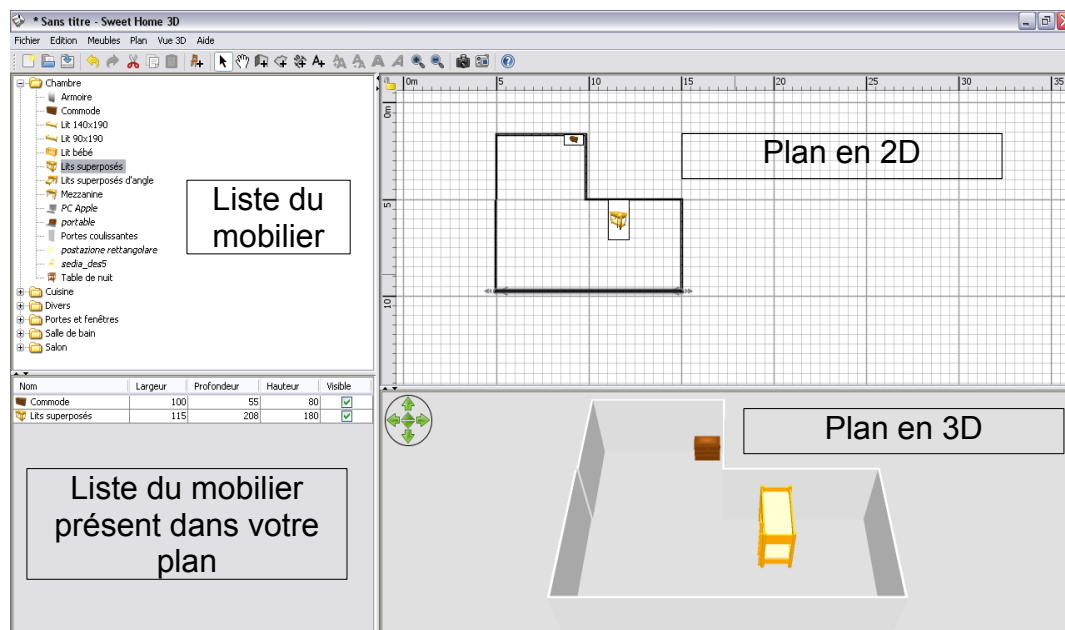 * Sans titre - Sweet Home 3D
Fichier Edition Meubles Plan Vue 3D Aide
Chambre
Armoire
Commode
Lit 140x190
Lit 90x190
Lit bébé
Lits superposés
Lits superposés d'angle
Mezzanine
PC Apple
portable
Portes coulissantes
postazione rettangolare
sedia_des5
Table de nuit
Cuisine
Divers
Portes et fenêtres
Salle de bain
Salon
Liste du
mobilier
0m 5 10 15 20 25 30 35
0m
5
10
Plan en 2D
Nom Largeur Profondeur Hauteur Visible
Commode 100 55 80
Lits superposés 115 208 180
Liste du mobilier
présent dans votre
plan
Plan en 3D